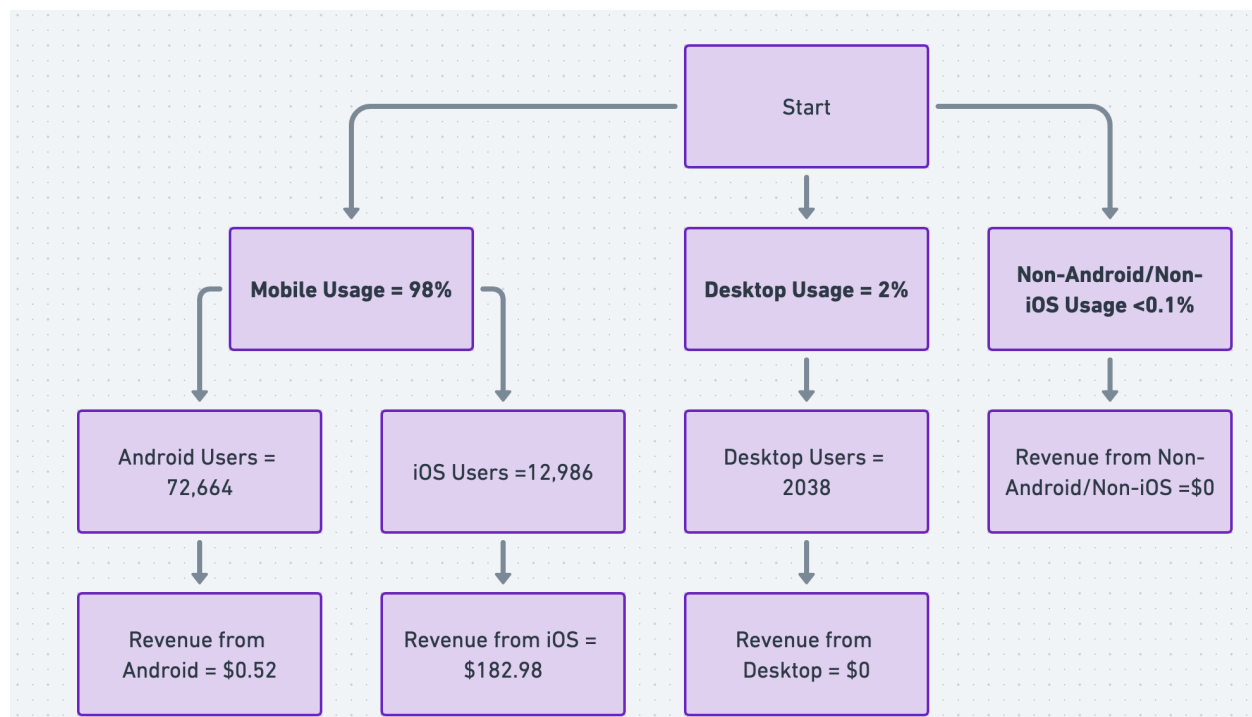 Start
Mobile Usage = 98%
Desktop Usage = 2%
Non-Android/Non-
iOS Usage <0.1%
Android Users =
72,664
iOS Users =12,986
Desktop Users =
2038
Revenue from Non-
Android/Non-iOS =$0
Revenue from
Android = $0.52
Revenue from iOS =
$182.98
Revenue from
Desktop = $0